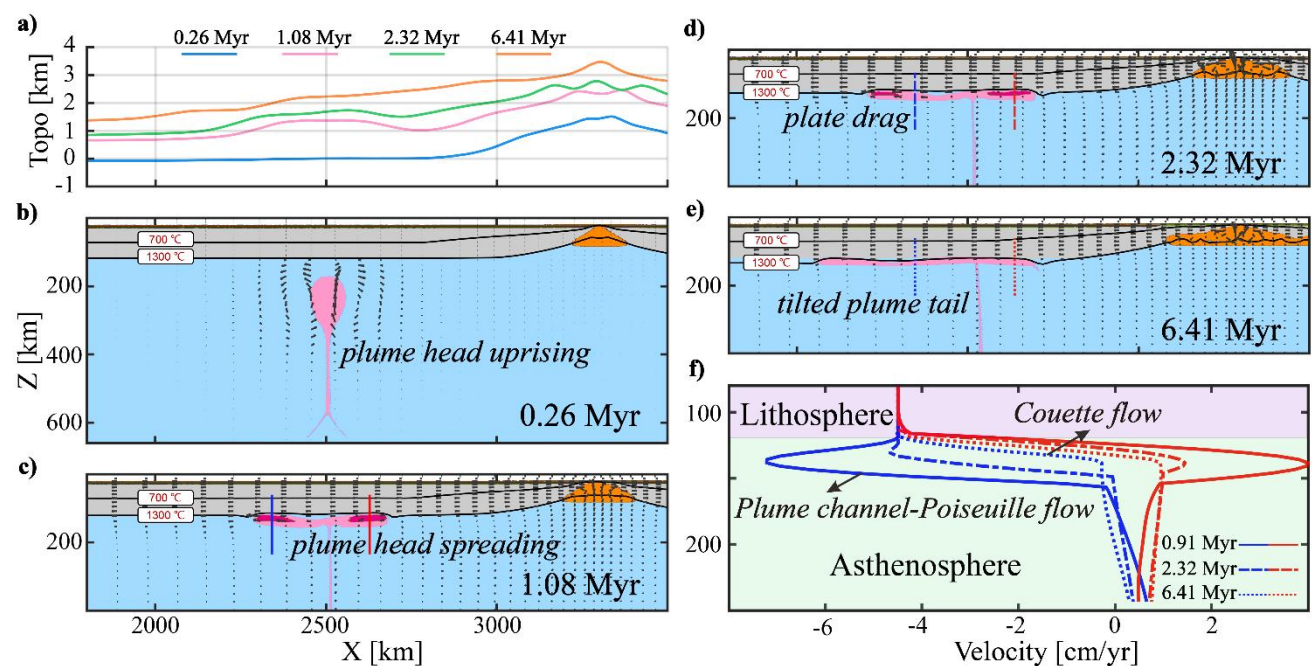 a)
0.26 Myr 1.08 Myr 2.32 Myr 6.41 Myr
4
3
2
1
0
-1
Topo [km]
b)
700 °C
1300 °C
200
400
600
Z [km]
plume head uprising
0.26 Myr
c)
700 °C
1300 °C
200
plume head spreading
1.08 Myr
2000 2500 3000
X [km]
d)
700 °C
1300 °C
200
plate drag
2.32 Myr
e)
700 °C
1300 °C
200
tilted plume tail
6.41 Myr
f)
100
200
Lithosphere
Couette flow
Plume channel-Poiseuille flow
Asthenosphere
0.91 Myr
2.32 Myr
6.41 Myr
-6 -4 -2 0 2
Velocity [cm/yr]